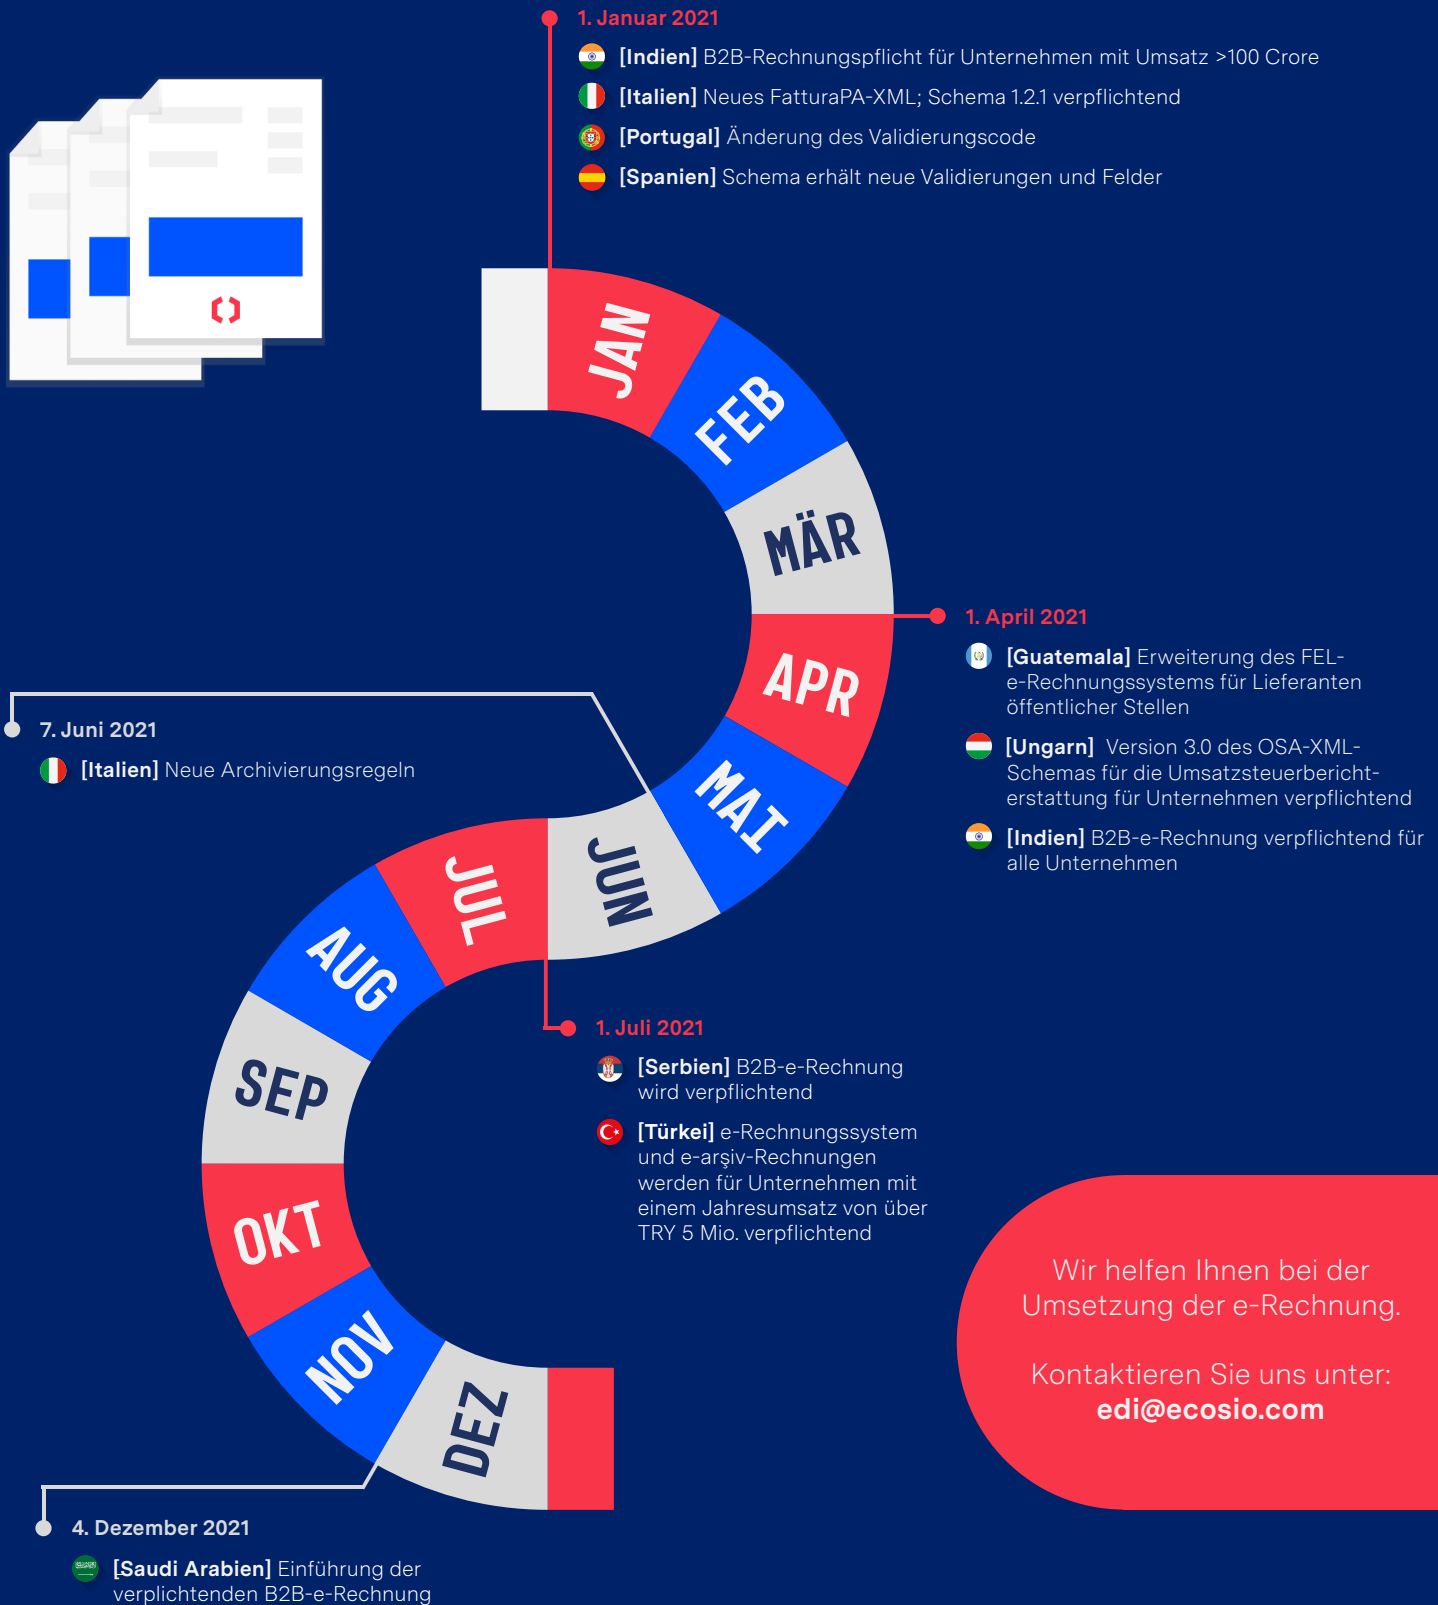 1. Januar 2021
[Indien] B2B-Rechnungspflicht für Unternehmen mit Umsatz >100 Crore
[Italien] Neues FatturaPA-XML; Schema 1.2.1 verpflichtend
[Portugal] Änderung des Validierungscode
[Spanien] Schema erhält neue Validierungen und Felder
JAN
FEB
MÄR
APR
MAI
JUN
JUL
AUG
SEP
OKT
NOV
DEZ
1. April 2021
[Guatemala] Erweiterung des FEL-
e-Rechnungssystems für Lieferanten
öffentlicher Stellen
[Ungarn] Version 3.0 des OSA-XML-
Schemas für die Umsatzsteuerbericht-
erstattung für Unternehmen verpflichtend
[Indien] B2B-e-Rechnung verpflichtend für
alle Unternehmen
7. Juni 2021
[Italien] Neue Archivierungsregeln
1. Juli 2021
[Serbien] B2B-e-Rechnung
wird verpflichtend
[Türkei] e-Rechnungssystem
und e-arşiv-Rechnungen
werden für Unternehmen mit
einem Jahresumsatz von über
TRY 5 Mio. verpflichtend
Wir helfen Ihnen bei der
Umsetzung der e-Rechnung.
Kontaktieren Sie uns unter:
edi@ecosio.com
4. Dezember 2021
[Saudi Arabien] Einführung der
verplichtenden B2B-e-Rechnung